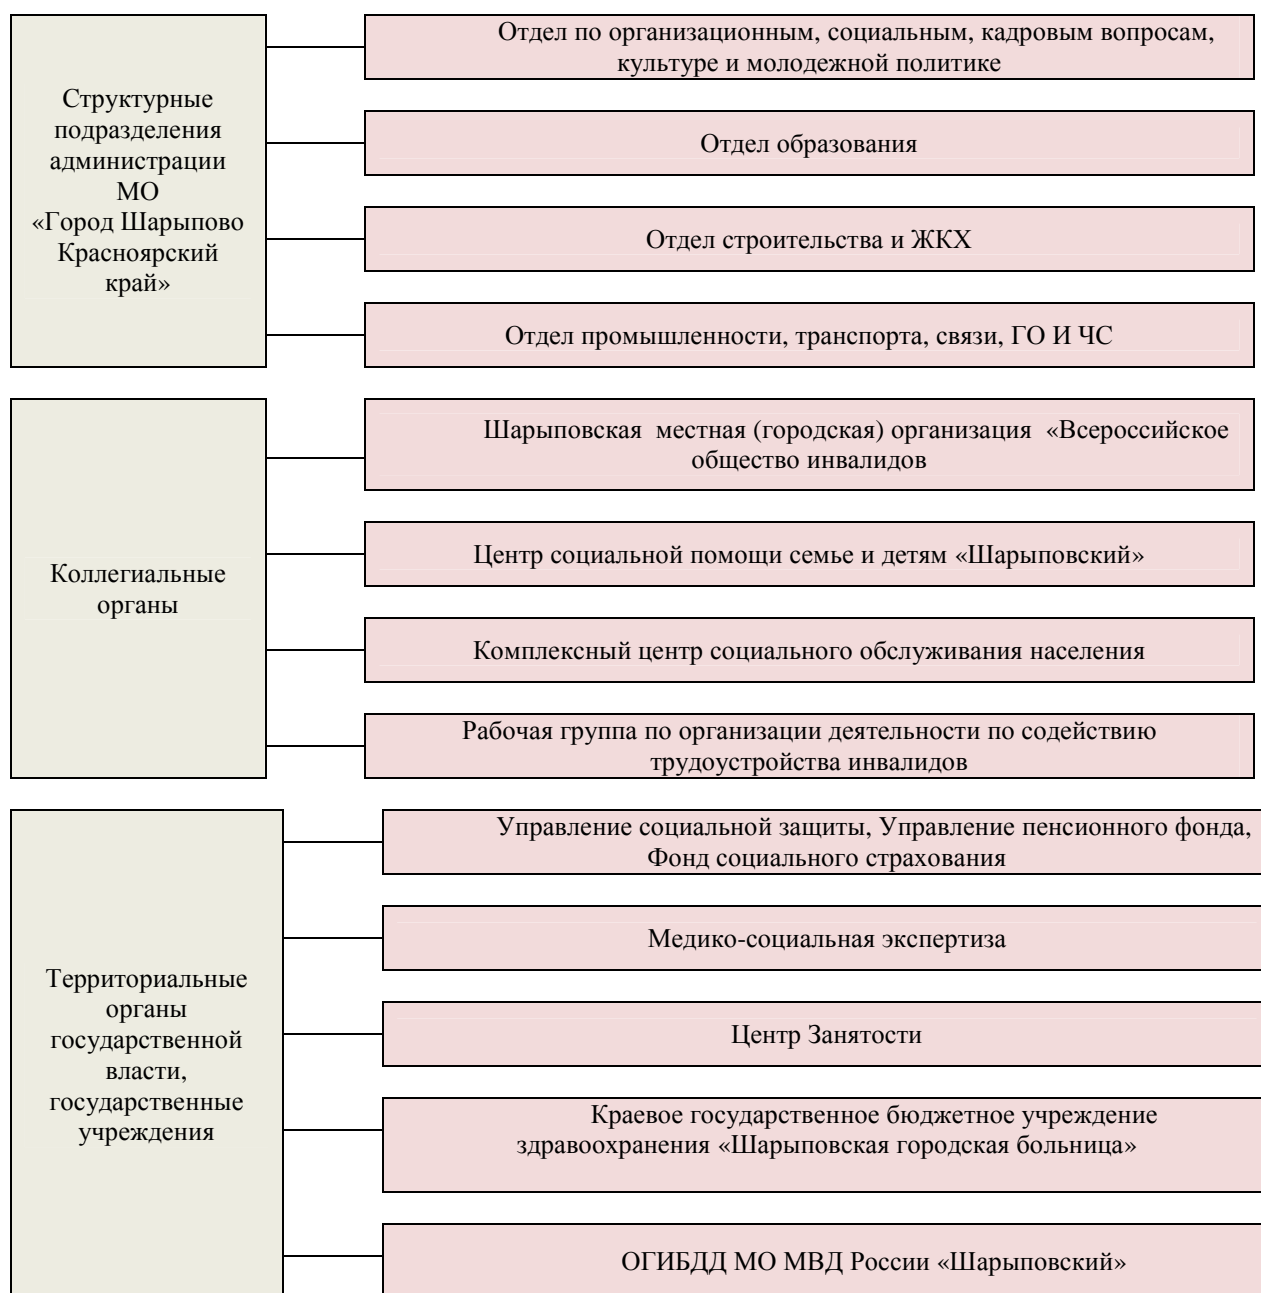 Структурные
подразделения
администрации
МО
«Город Шарыпово
Красноярский
край»
Отдел по организационным, социальным, кадровым вопросам,
культуре и молодежной политике
Отдел образования
Отдел строительства и ЖКХ
Отдел промышленности, транспорта, связи, ГО И ЧС
Коллегиальные
органы
Шарыповская местная (городская) организация «Всероссийское
общество инвалидов
Центр социальной помощи семье и детям «Шарыповский»
Комплексный центр социального обслуживания населения
Рабочая группа по организации деятельности по содействию
трудоустройства инвалидов
Территориальные
органы
государственной
власти,
государственные
учреждения
Управление социальной защиты, Управление пенсионного фонда,
Фонд социального страхования
Медико-социальная экспертиза
Центр Занятости
Краевое государственное бюджетное учреждение
здравоохранения «Шарыповская городская больница»
ОГИБДД МО МВД России «Шарыповский»